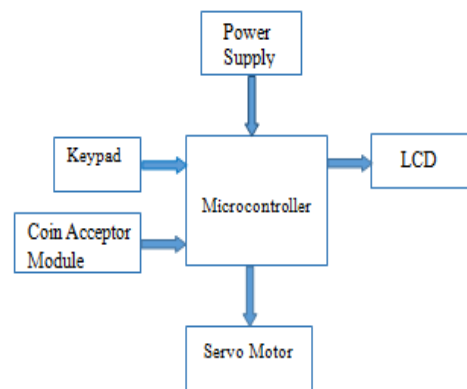 Power
Supply
Keypad
LCD
Microcontroller
Coin Acceptor
Module
Servo Motor